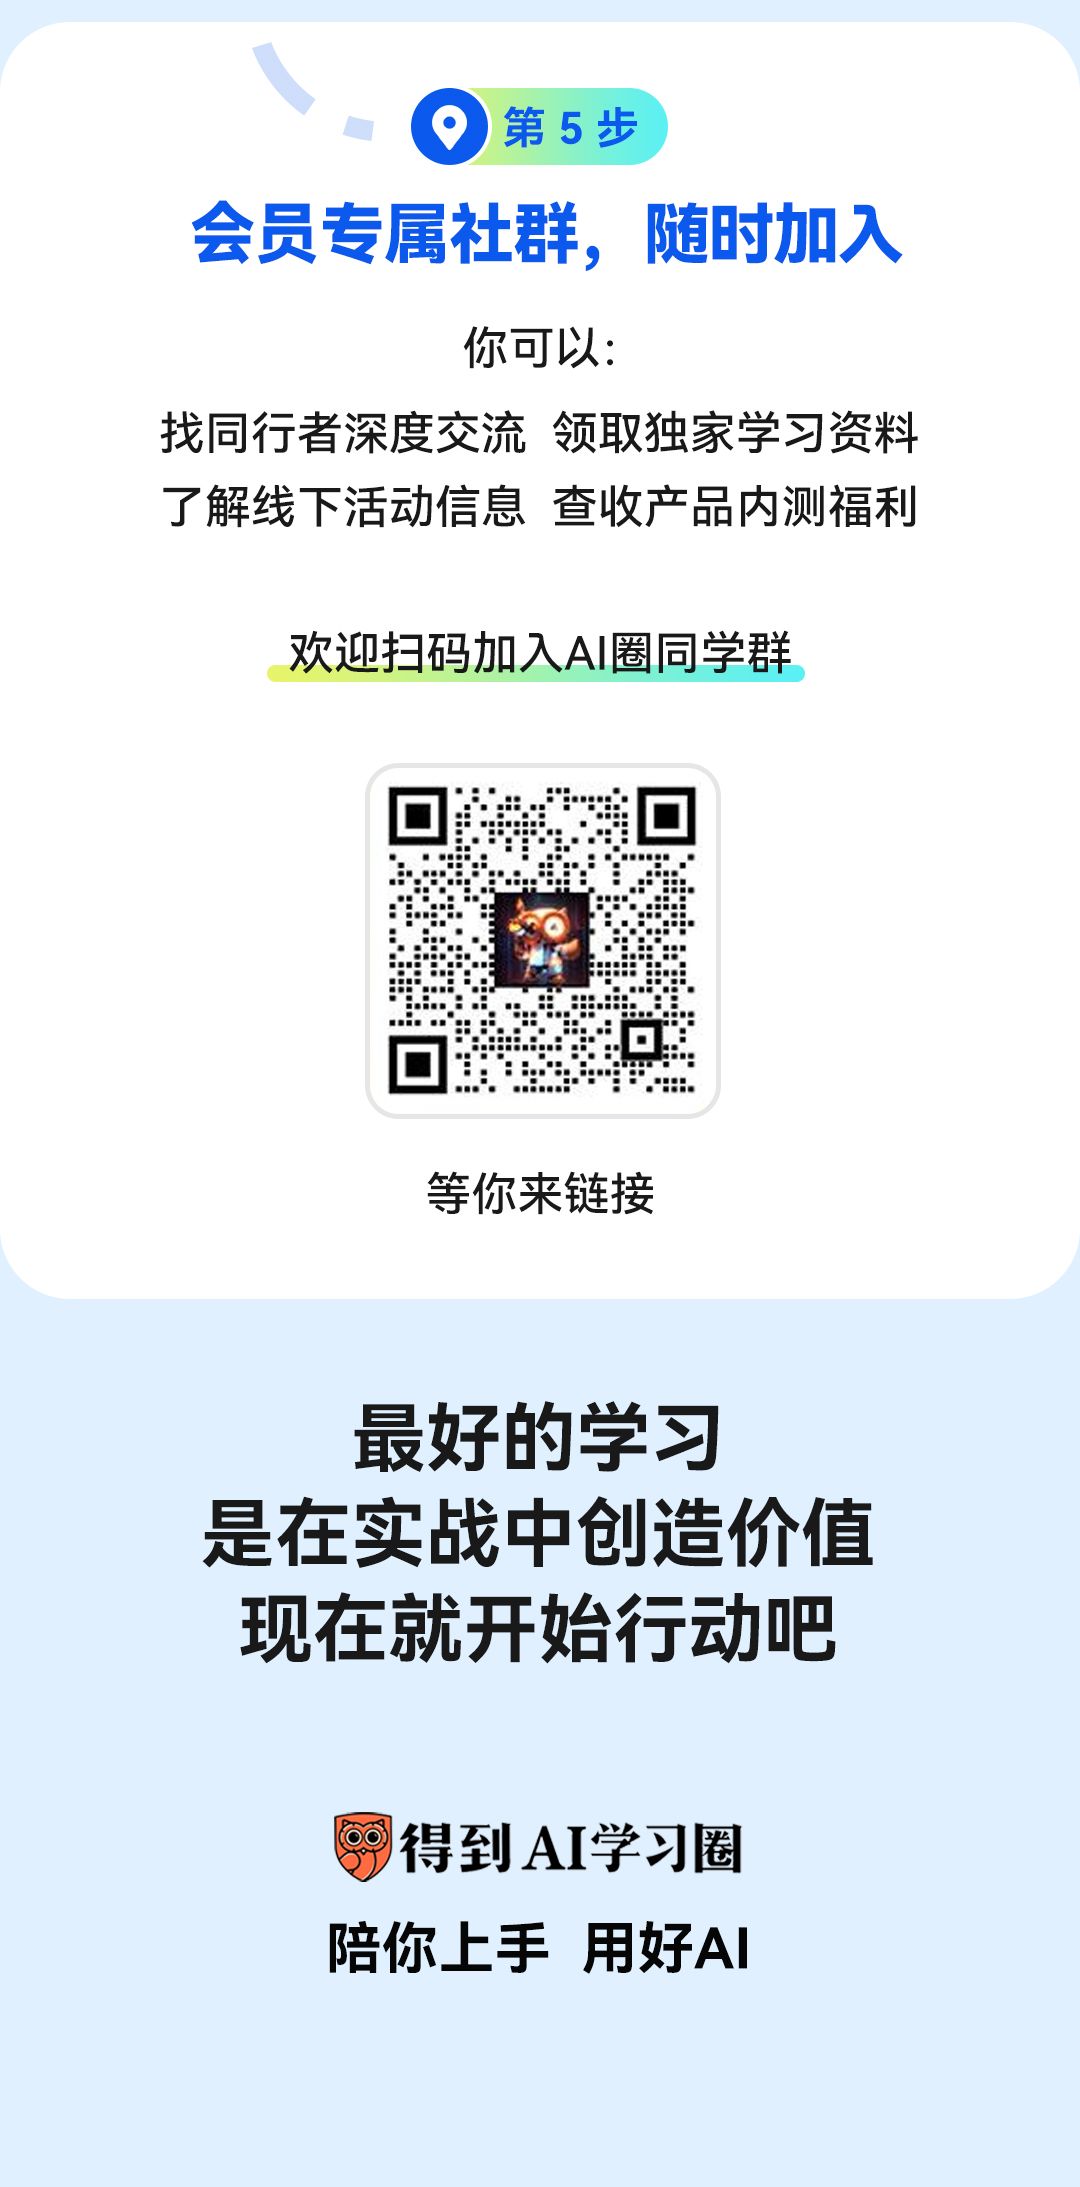 第 5 步
会员专属社群，随时加入
你可以：
找同行者深度交流 领取独家学习资料
了解线下活动信息 查收产品内测福利
欢迎扫码加入AI圈同学群
等你来链接
最好的学习
是在实战中创造价值
现在就开始行动吧
得到 AI学习圈
陪你上手 用好AI